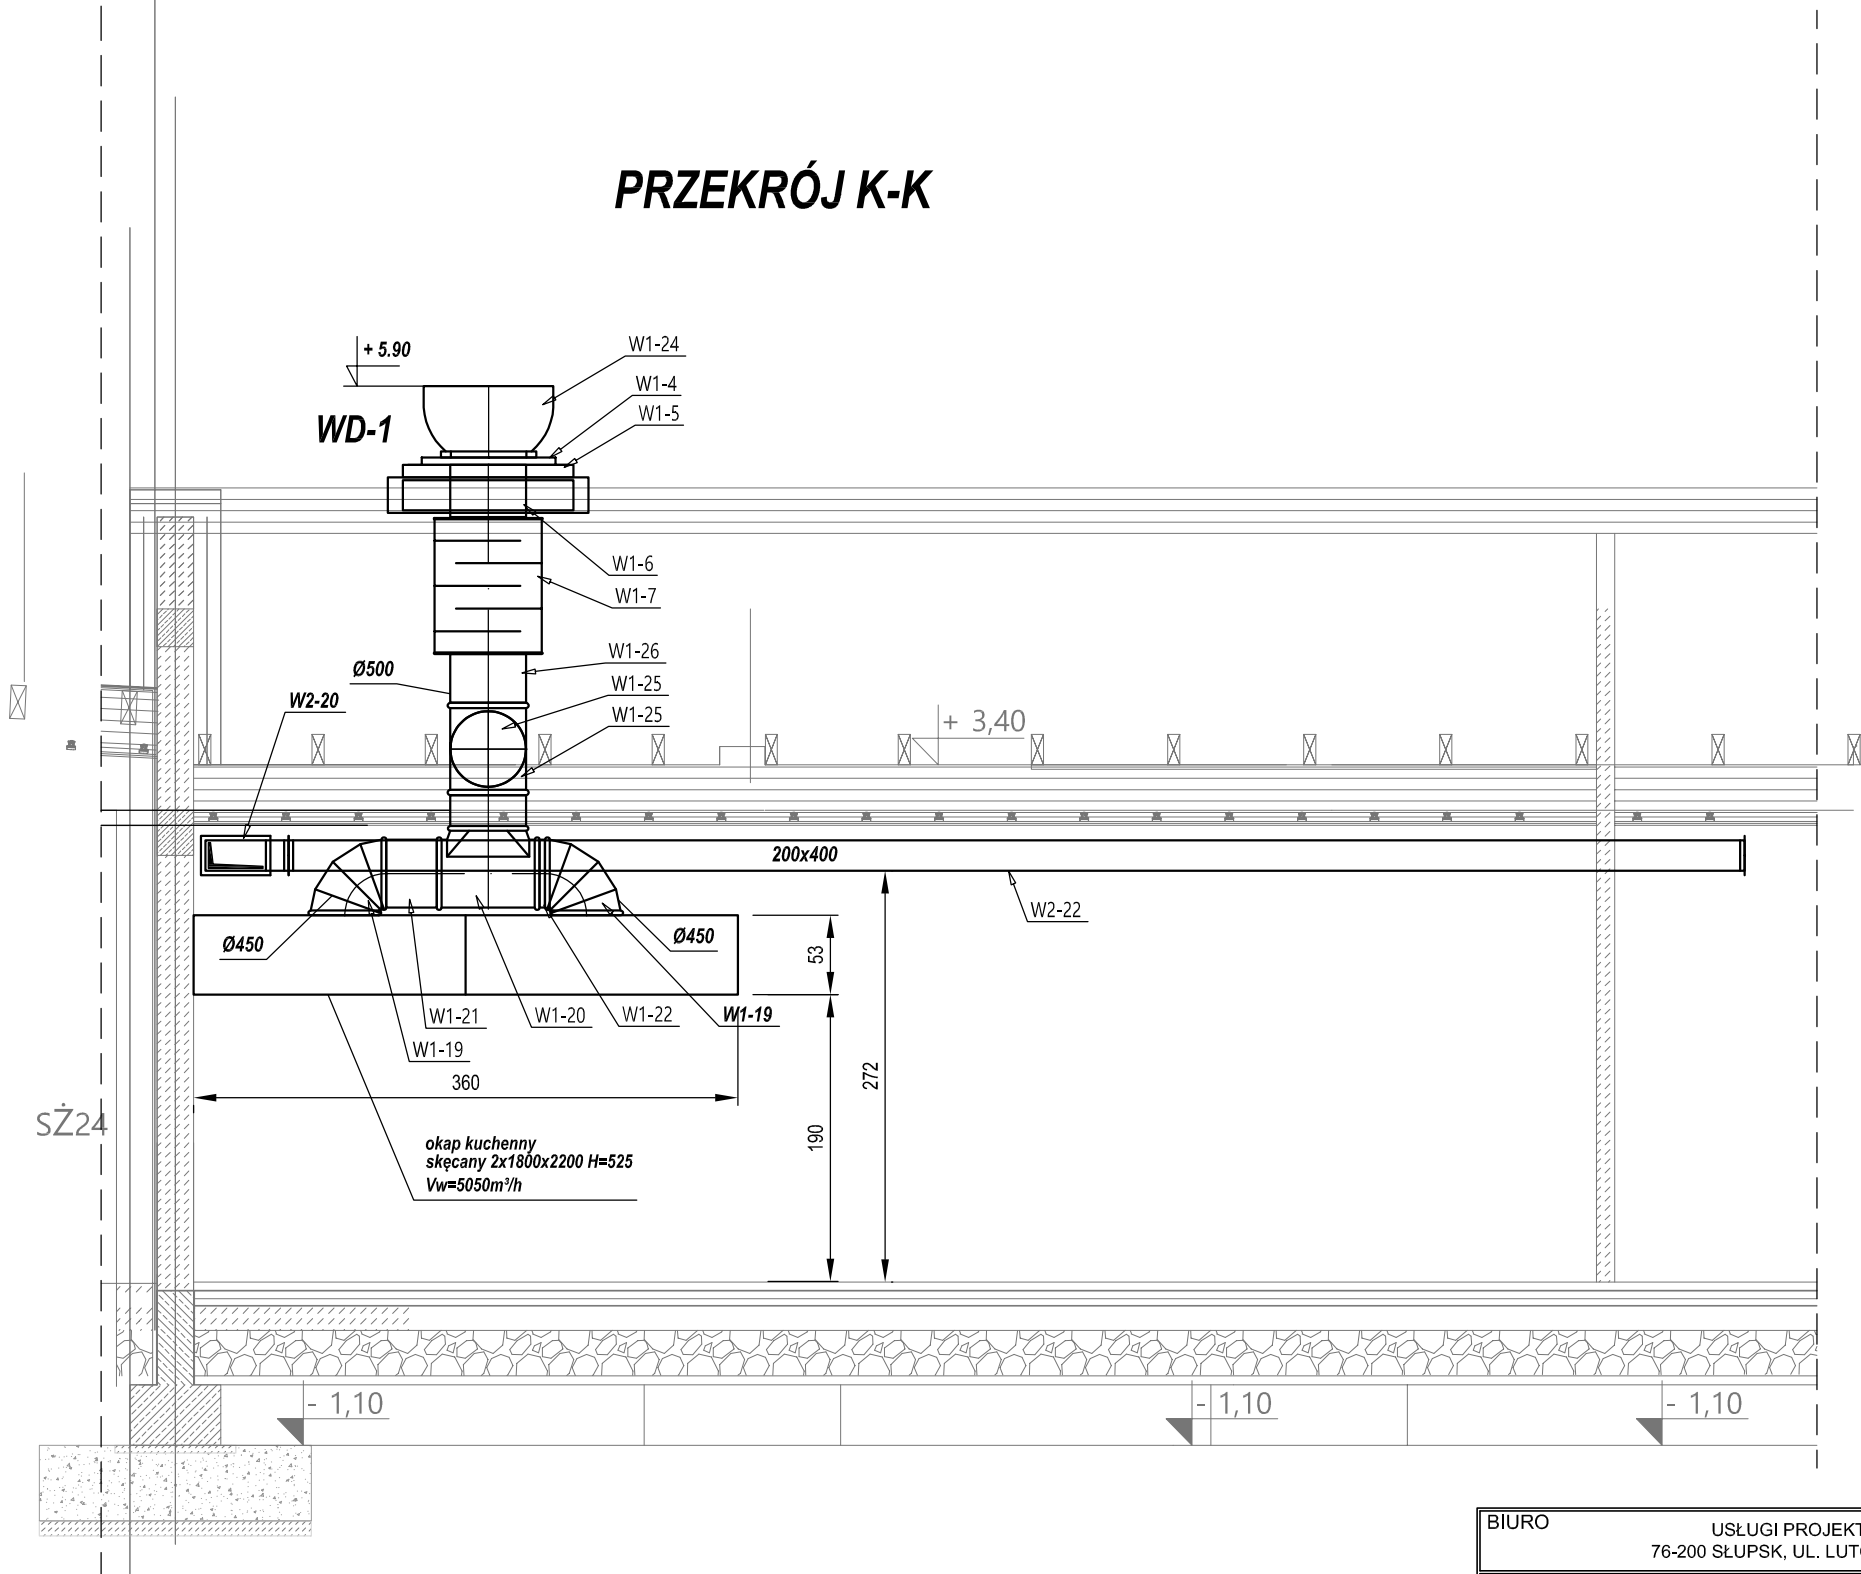 PRZEKRÓJ K-K
+ 5.90
W1-24
W1-4
W1-5
WD-1
W1-6
W1-7
W1-26
Ø500
W1-25
W2-20
W1-25
+ 3,40
200x400
W2-22
Ø450
Ø450
53
W1-21
W1-20
W1-22
W1-19
W1-19
360
272
190
SŻ24
okap kuchenny
skęcany 2x1800x2200 H=525
Vw=5050m³/h
- 1,10
- 1,10
- 1,10
BIURO
USŁUGI PROJEKT
76-200 SŁUPSK, UL. LUT